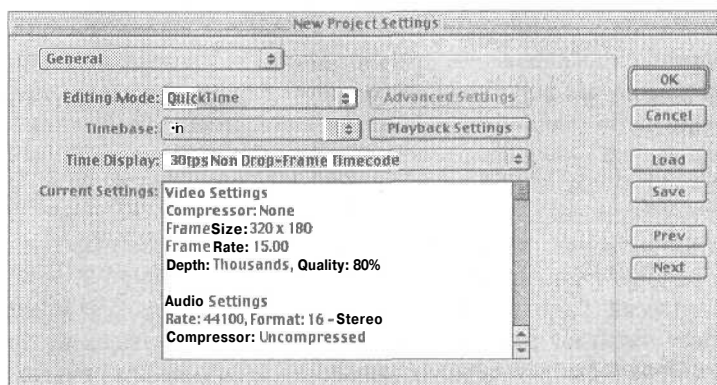 New Project Settings
General
Editing Mode: QuickTime
Advanced Settings
Timebase:
Playback Settings
Time Display: 30tps Non Drop-Frame Timecode
Current Settings: Video Settings
Compressor: None
Frame Size: 320 x 180
Frame Rate: 15.00
Depth: Thousands, Quality: 80%
Audio Settings
Rate: 44100, Format: 16 - Stereo
Compressor: Uncompressed
OK
Cancel
Load
Save
Prev
Next